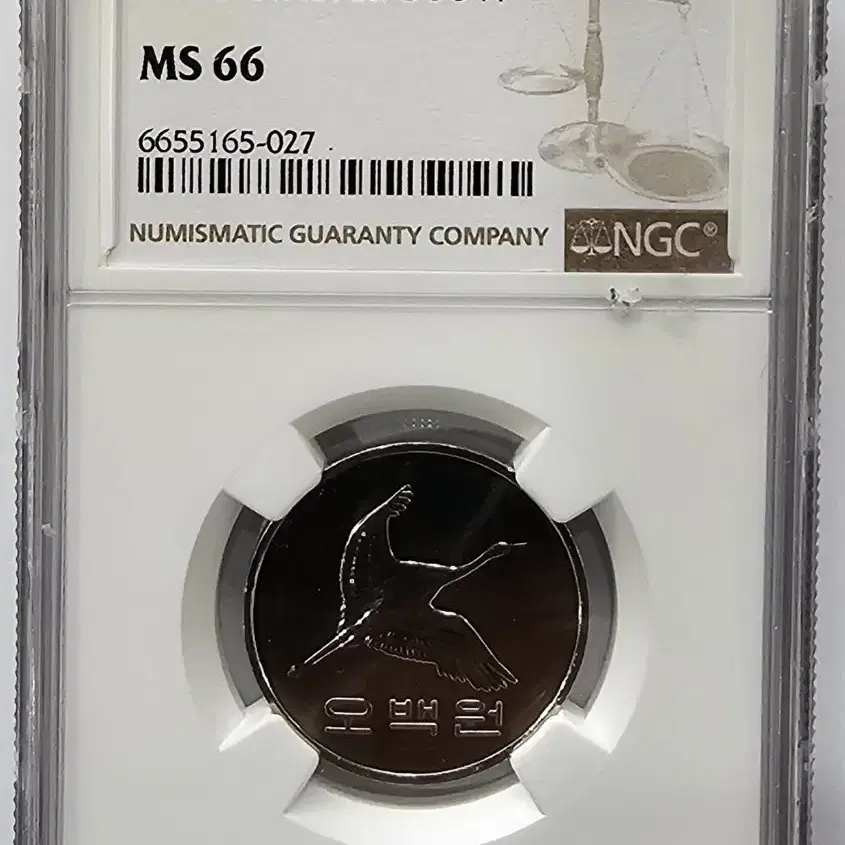 MS 66
6655165-027
NUMISMATIC GUARANTY COMPANY
NGC®
오백원